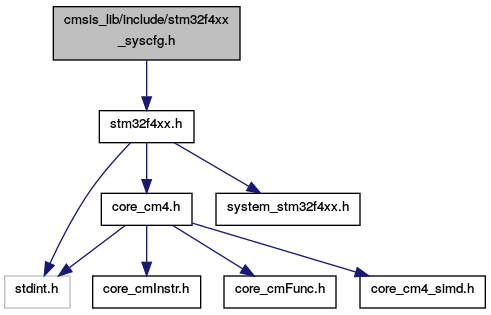 cmsis_lib/include/stm32f4xx
_syscfg.h
stm32f4xx.h
core_cm4.h
system_stm32f4xx.h
stdint.h
core_cmInstr.h
core_cmFunc.h
core_cm4_simd.h